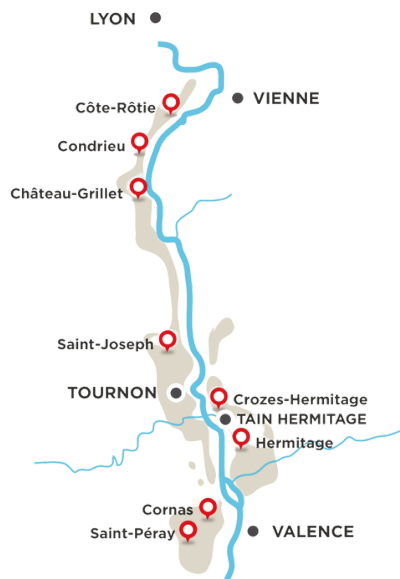 LYON
VIENNE
Côte-Rôtie
Condrieu
Château-Grillet
Saint-Joseph
TOURNON
Crozes-Hermitage
TAIN HERMITAGE
Hermitage
Cornas
Saint-Péray
VALENCE